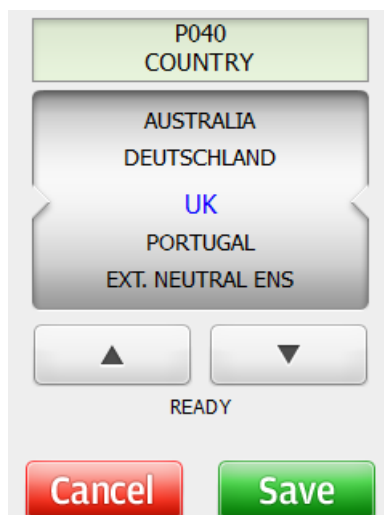 P040
COUNTRY
AUSTRALIA
DEUTSCHLAND
UK
PORTUGAL
EXT. NEUTRAL ENS
READY
Cancel Save